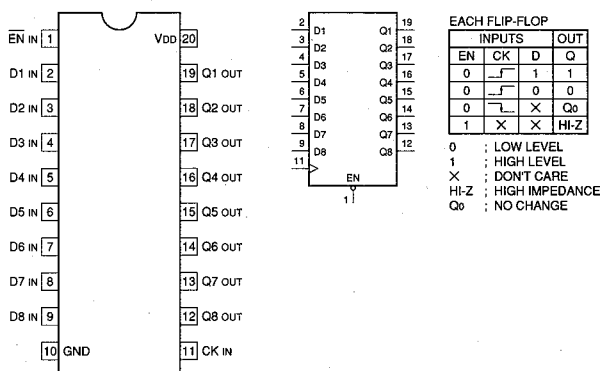 EN IN 1
VDD 20
D1 IN 2
19 Q1 OUT
D2 IN 3
18 Q2 OUT
D3 IN 4
17 Q3 OUT
D4 IN 5
16 Q4 OUT
D5 IN 6
15 Q5 OUT
D6 IN 7
14 Q6 OUT
D7 IN 8
13 Q7 OUT
D8 IN 9
12 Q8 OUT
10 GND
11 CK IN
2 D1 Q1 19
3 D2 Q2 18
4 D3 Q3 17
5 D4 Q4 16
6 D5 Q5 15
7 D6 Q6 14
8 D7 Q7 13
9 D8 Q8 12
11
EN
1
EACH FLIP-FLOP
INPUTS OUT
EN CK D Q
0 1 1
0 0 0
0 X Q0
1 X X HI-Z
0 ; LOW LEVEL
1 ; HIGH LEVEL
X ; DON'T CARE
HI-Z ; HIGH IMPEDANCE
Q0 ; NO CHANGE